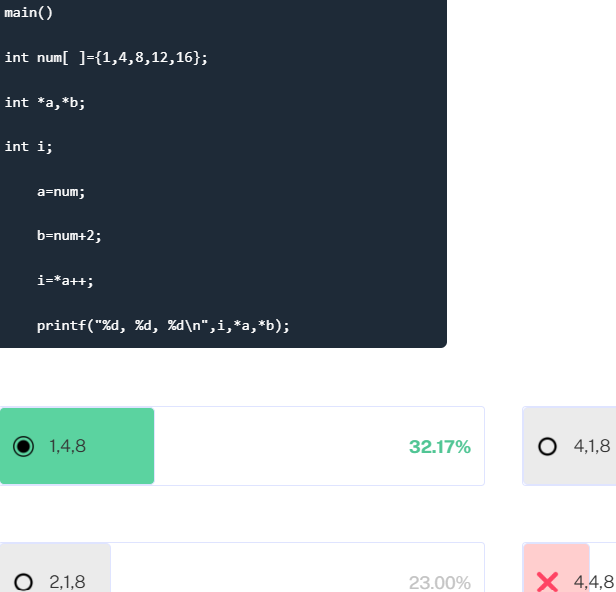 main()
int num[ ]={1,4,8,12,16};
int *a,*b;
int i;
a=num;
b=num+2;
i=*a++;
printf("%d, %d, %d\n",i,*a,*b);
1,4,8 32.17% 4,1,8
2,1,8 23.00% 4,4,8